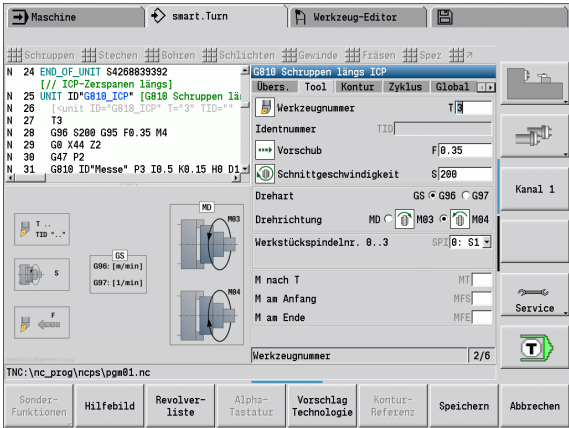 Maschine
smart.Turn
Werkzeug-Editor
Schruppen Stechen Bohren Schlichten Gewinde Fräsen Spez
N 24 END_OF_UNIT S4268839392
[// ICP-Zerspanen längs]
N 25 UNIT ID"G810_ICP" [G810 Schruppen län
N 26 [<unit ID="G810_ICP" T="3" TID=""
N 27 T3
N 28 G96 S200 G95 F0.35 M4
N 29 G0 X44 Z2
N 30 G47 P2
N 31 G810 ID"Messe" P3 I0.5 K0.15 H0 D1
G810 Schruppen längs ICP
Übers. Tool Kontur Zyklus Global
Werkzeugnummer T 3
Identnummer TID
Vorschub F 0.35
Schnittgeschwindigkeit S 200
Drehart GS G96 G97
Drehrichtung MD M03 M04
Werkstückspindelnr. 0..3 SPI 0: S1
M nach T MT
M am Anfang MFS
M am Ende MFE
Werkzeugnummer 2/6
T ..
TID ".."
S
F
GS
G96: [m/min]
G97: [1/min]
MD
M03
M04
Kanal 1
Service
T
TNC:\nc_prog\ncps\pgm01.nc
Sonder-
Funktionen
Hilfebild
Revolver-
liste
Alpha-
Tastatur
Vorschlag
Technologie
Kontur-
Referenz
Speichern
Abbrechen